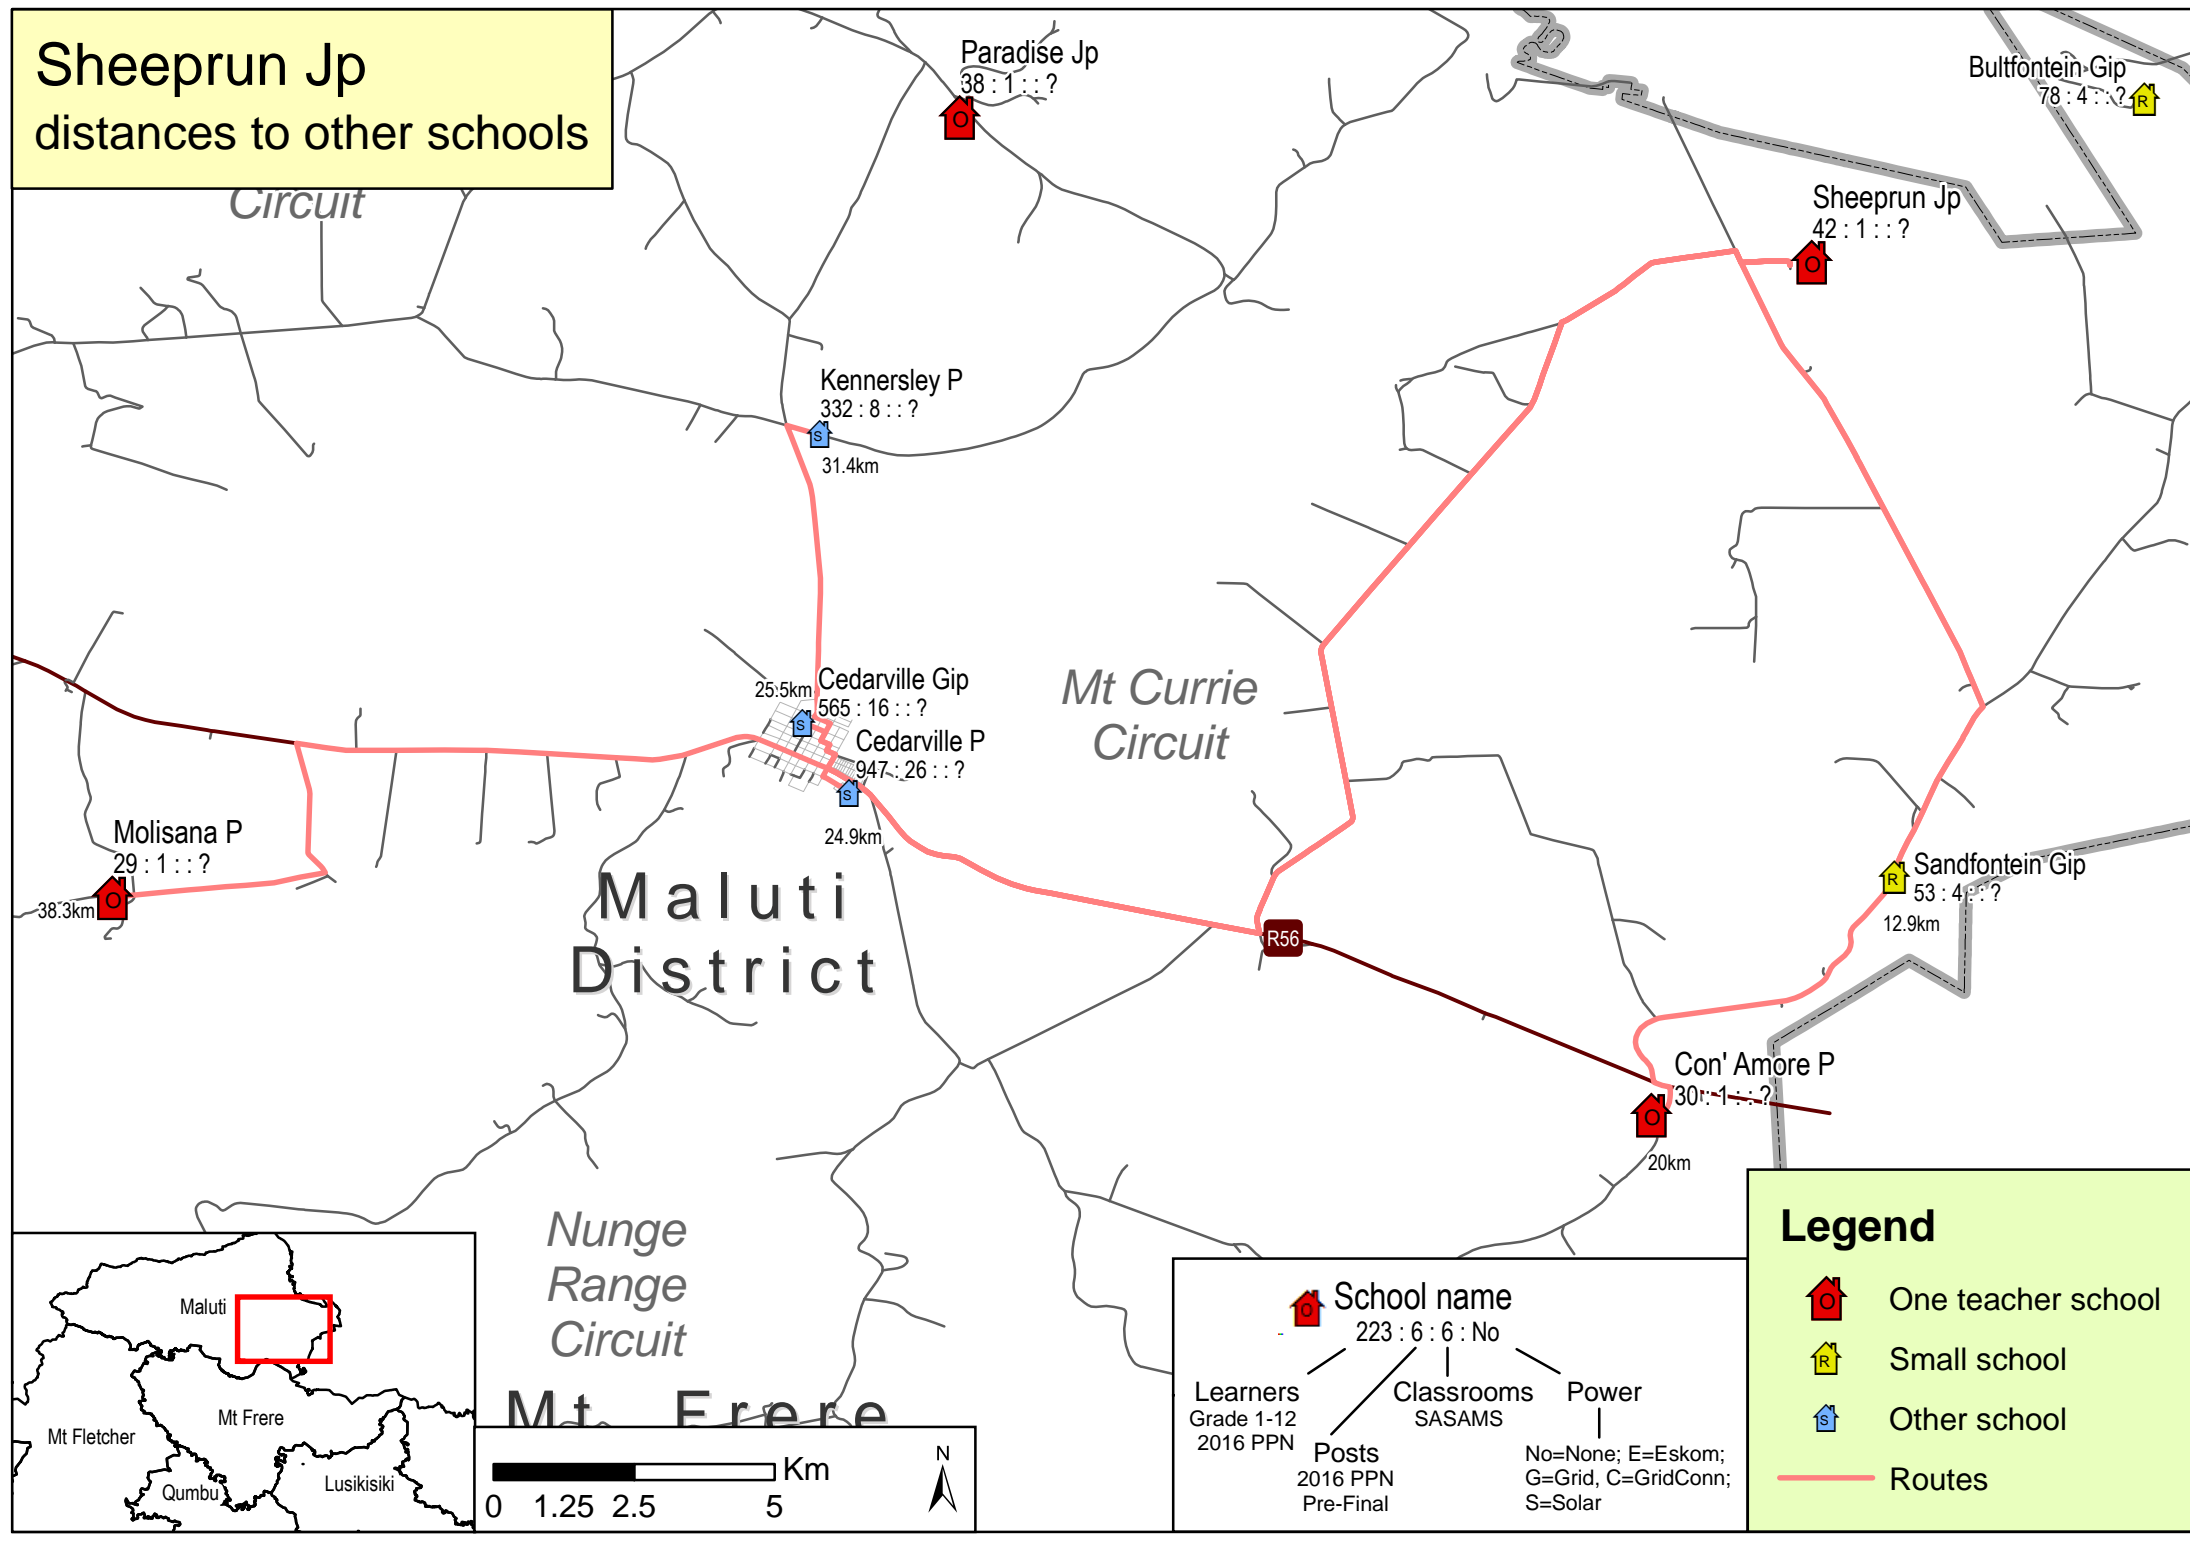 Sheeprun Jp
distances to other schools
Circuit
Paradise Jp
38 : 1 : : ?
O
Bultfontein Gip
78 : 4 : : ?
R
Sheeprun Jp
42 : 1 : : ?
O
Kennersley P
332 : 8 : : ?
S
31.4km
25.5km
Cedarville Gip
565 : 16 : : ?
S
Cedarville P
947 : 26 : : ?
S
24.9km
Mt Currie
Circuit
Molisana P
29 : 1 : : ?
O
38.3km
Maluti
District
R56
Sandfontein Gip
53 : 4 : : ?
R
12.9km
Con' Amore P
30 : 1 : : ?
O
20km
Nunge
Range
Circuit
Mt Frere
Maluti
Mt Frere
Mt Fletcher
Qumbu
Lusikisiki
Km
0 1.25 2.5 5
N
O
School name
223 : 6 : 6 : No
Learners
Grade 1-12
2016 PPN
Posts
2016 PPN
Pre-Final
Classrooms
SASAMS
Power
No=None; E=Eskom;
G=Grid, C=GridConn;
S=Solar
Legend
O One teacher school
R Small school
S Other school
Routes